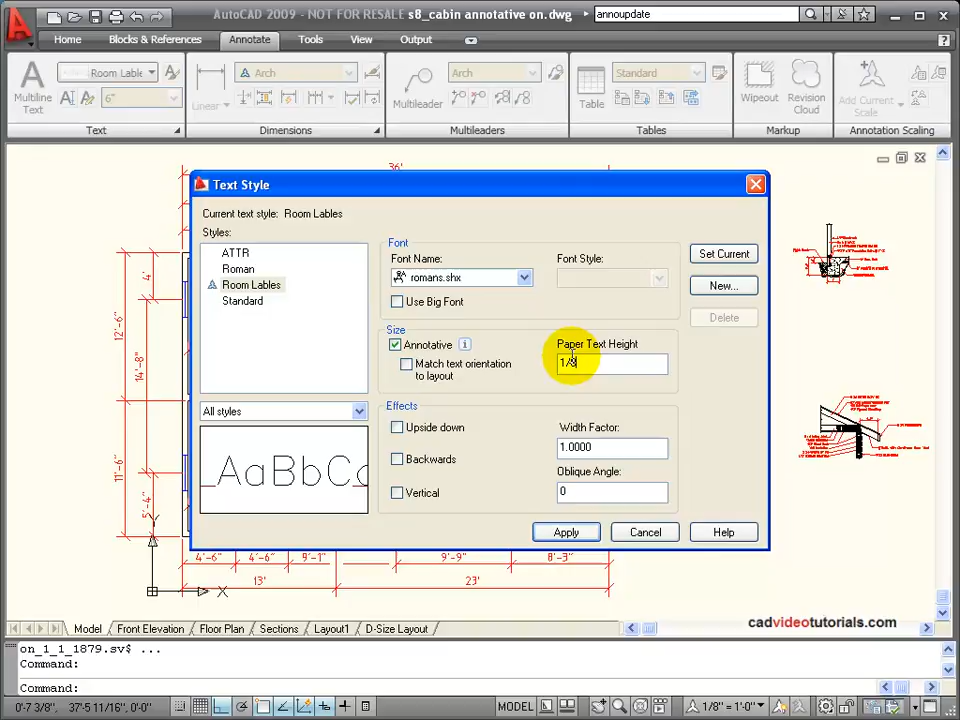 AutoCAD 2009 - NOT FOR RESALE s8_cabin annotative on.dwg
annoupdate
Home
Blocks & References
Annotate
Tools
View
Output
Room Lable
6"
Multiline
Text
Text
Arch
Linear
Dimensions
Arch
Multileader
Multileaders
Standard
Table
Tables
Wipeout
Revision
Cloud
Markup
Add Current
Scale
Annotation Scaling
36'
Text Style
Current text style: Room Lables
Styles:
ATTR
Roman
Room Lables
Standard
All styles
AaBbCc
Font
Font Name:
romans.shx
Font Style:
Use Big Font
Size
Annotative
Match text orientation
to layout
Paper Text Height
1/8
Effects
Upside down
Backwards
Vertical
Width Factor:
1.0000
Oblique Angle:
0
Set Current
New...
Delete
Apply
Cancel
Help
4'
12'-6"
14'-8"
11'-6"
5'-4"
Y
X
4'-6"
4'-6"
9'-1"
9'-9"
8'-3"
13'
23'
cadvideotutorials.com
Model
Front Elevation
Floor Plan
Sections
Layout1
D-Size Layout
on_1_1_1879.sv$ ...
Command:
Command:
0'-7 3/8", 37'-5 11/16", 0'-0"
MODEL
1/8" = 1'-0"